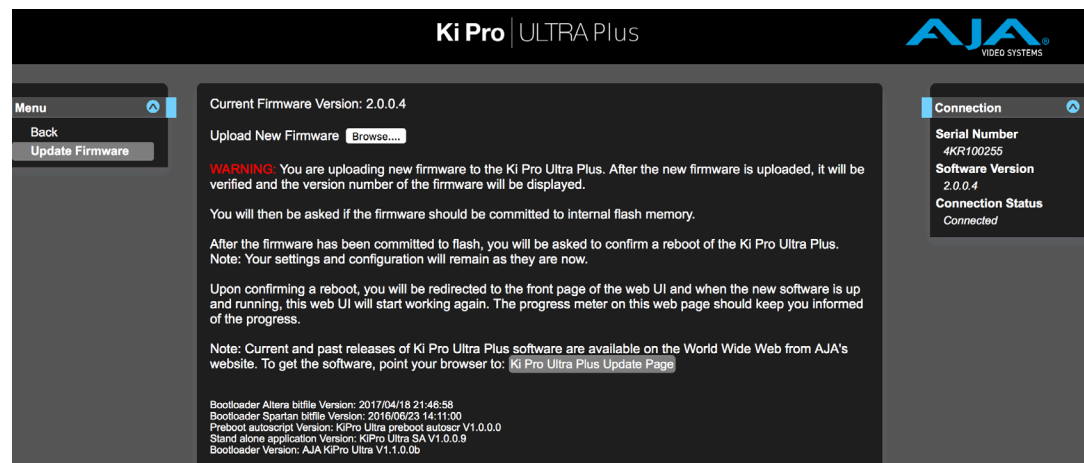 Ki Pro | ULTRA Plus
AJA®
VIDEO SYSTEMS
Menu
Back
Update Firmware
Current Firmware Version: 2.0.0.4
Upload New Firmware Browse....
WARNING: You are uploading new firmware to the Ki Pro Ultra Plus. After the new firmware is uploaded, it will be
verified and the version number of the firmware will be displayed.
You will then be asked if the firmware should be committed to internal flash memory.
After the firmware has been committed to flash, you will be asked to confirm a reboot of the Ki Pro Ultra Plus.
Note: Your settings and configuration will remain as they are now.
Upon confirming a reboot, you will be redirected to the front page of the web UI and when the new software is up
and running, this web UI will start working again. The progress meter on this web page should keep you informed
of the progress.
Note: Current and past releases of Ki Pro Ultra Plus software are available on the World Wide Web from AJA's
website. To get the software, point your browser to: Ki Pro Ultra Plus Update Page
Bootloader Altera bitfile Version: 2017/04/18 21:46:58
Bootloader Spartan bitfile Version: 2016/06/23 14:11:00
Preboot autoscript Version: KiPro Ultra preboot autoscr V1.0.0.0
Stand alone application Version: KiPro Ultra SA V1.0.0.9
Bootloader Version: AJA KiPro Ultra V1.1.0.0b
Connection
Serial Number
4KR100255
Software Version
2.0.0.4
Connection Status
Connected